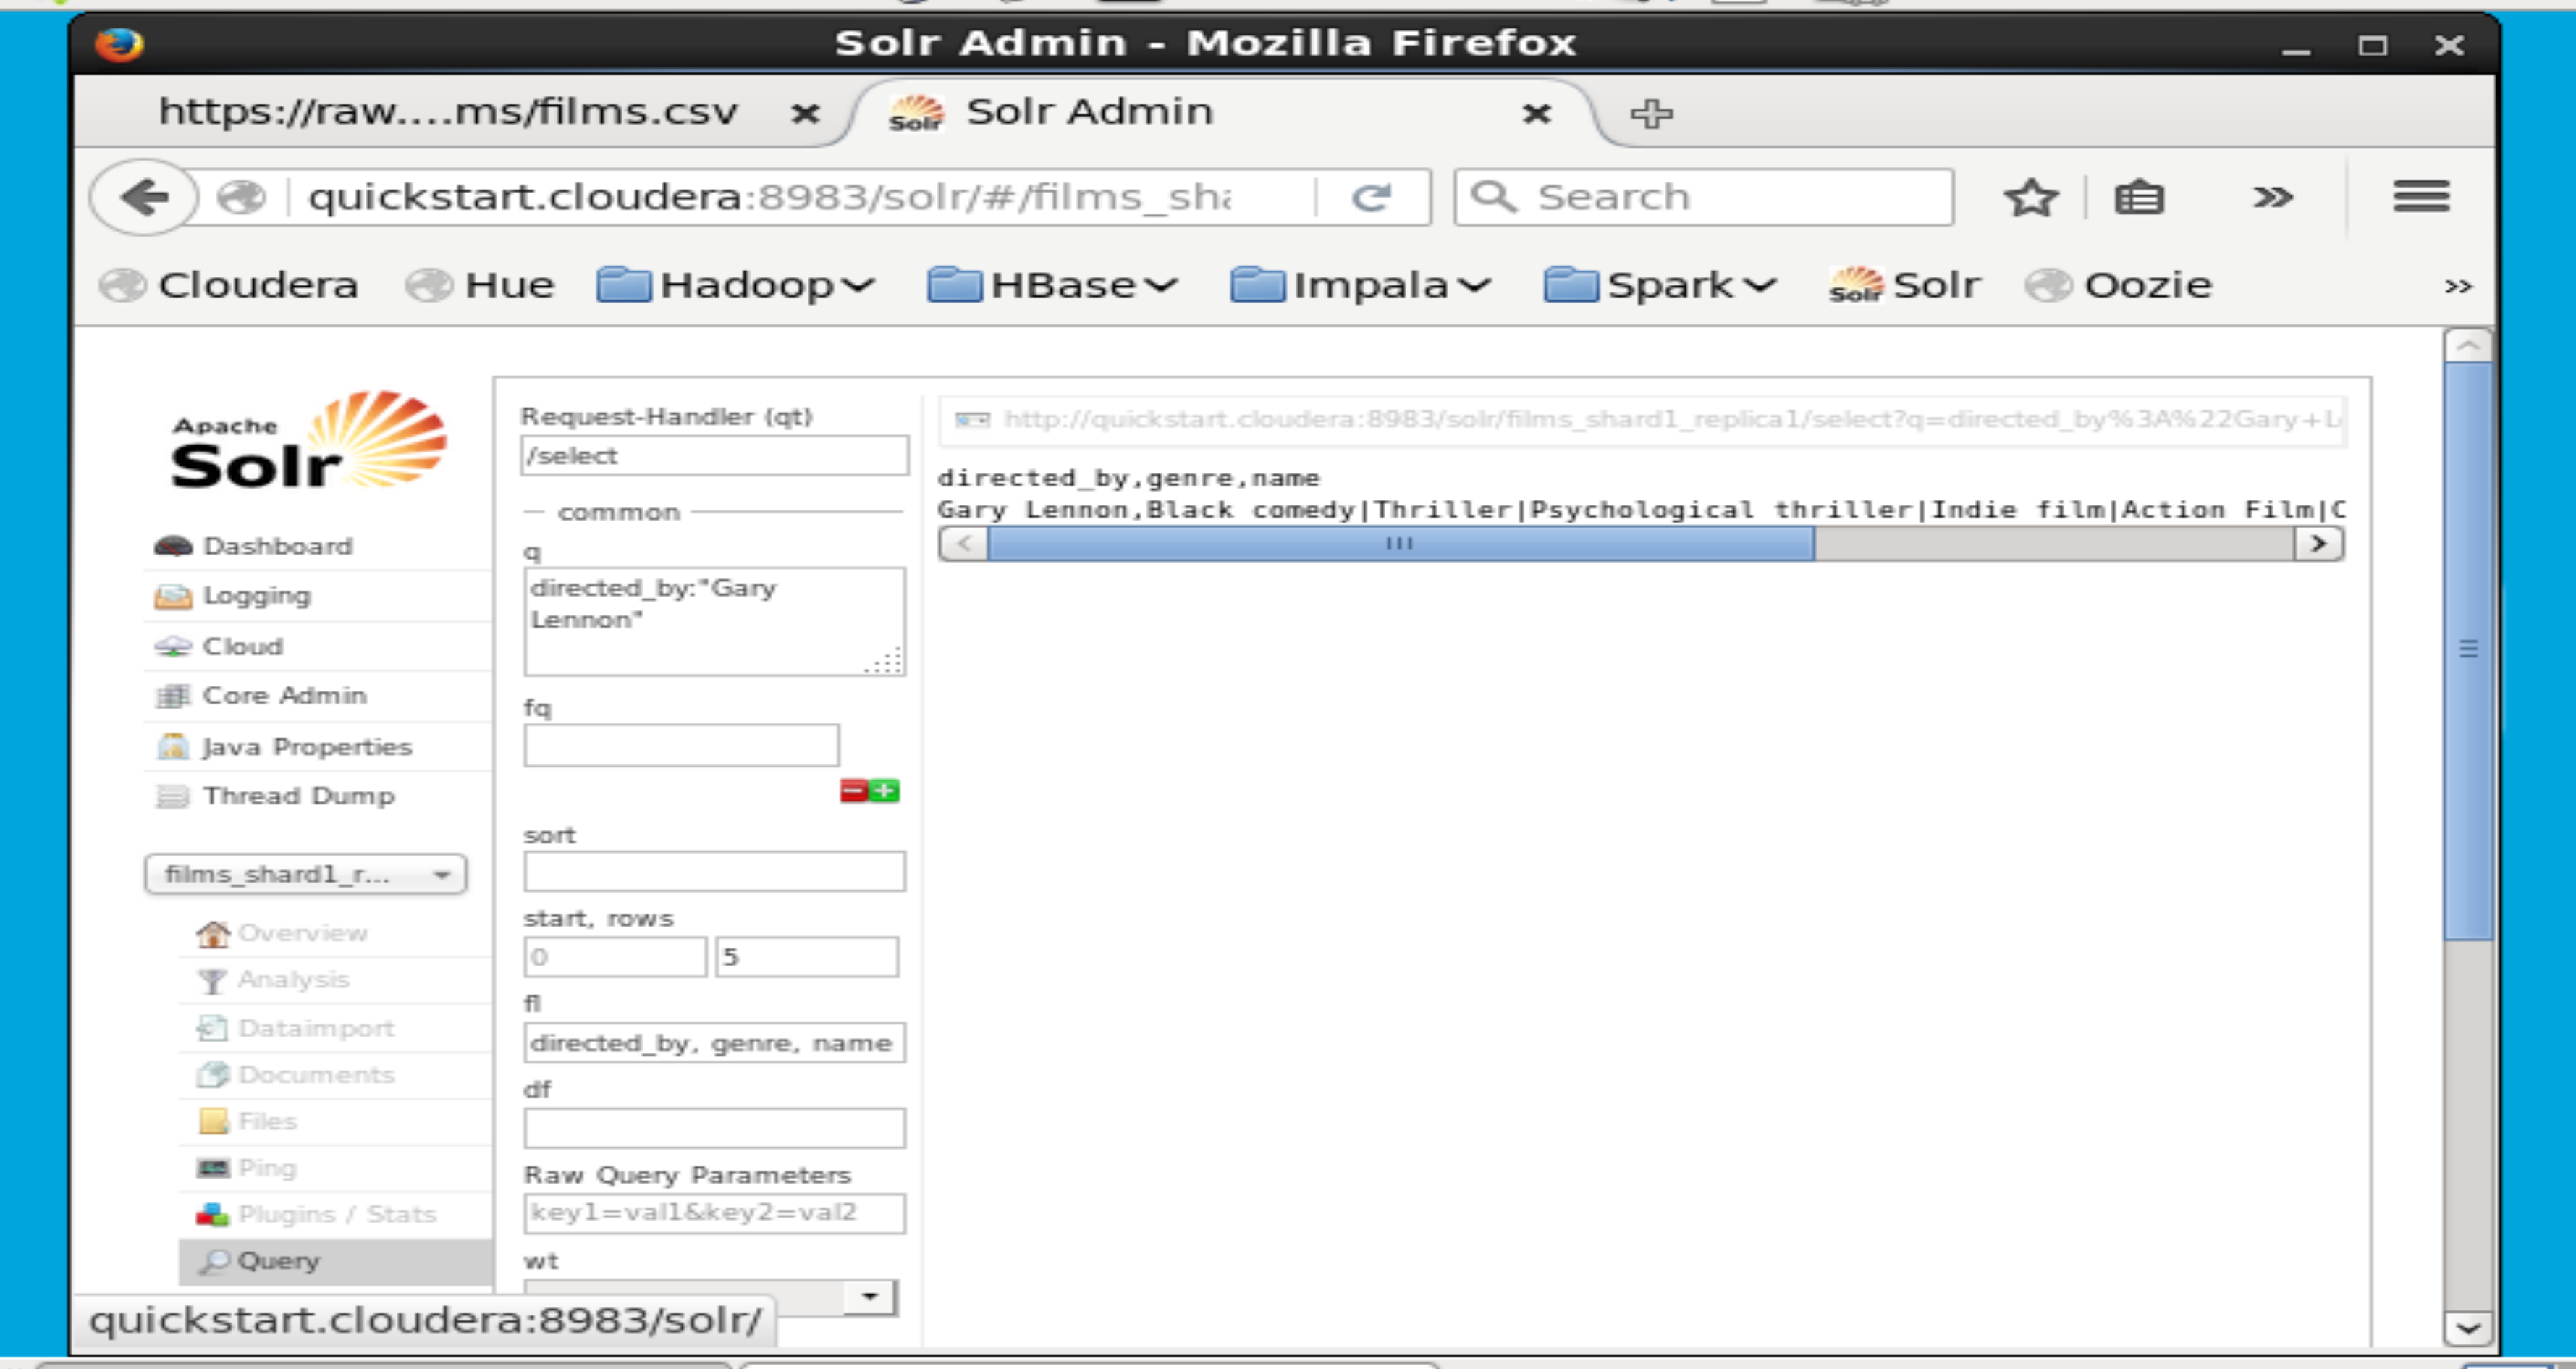 Solr Admin - Mozilla Firefox
https://raw....ms/films.csv
Solr Admin
quickstart.cloudera:8983/solr/#/films_sha
Search
Cloudera Hue Hadoop HBase Impala Spark Solr Oozie
Apache
Solr
Dashboard
Logging
Cloud
Core Admin
Java Properties
Thread Dump
films_shard1_r...
Overview
Analysis
Dataimport
Documents
Files
Ping
Plugins / Stats
Query
quickstart.cloudera:8983/solr/
Request-Handler (qt)
/select
common
q
directed_by:"Gary
Lennon"
fq
sort
start, rows
0 5
fl
directed_by, genre, name
df
Raw Query Parameters
key1=val1&key2=val2
wt
http://quickstart.cloudera:8983/solr/films_shard1_replica1/select?q=directed_by%3A%22Gary+L
directed_by,genre,name
Gary Lennon,Black comedy|Thriller|Psychological thriller|Indie film|Action Film|C